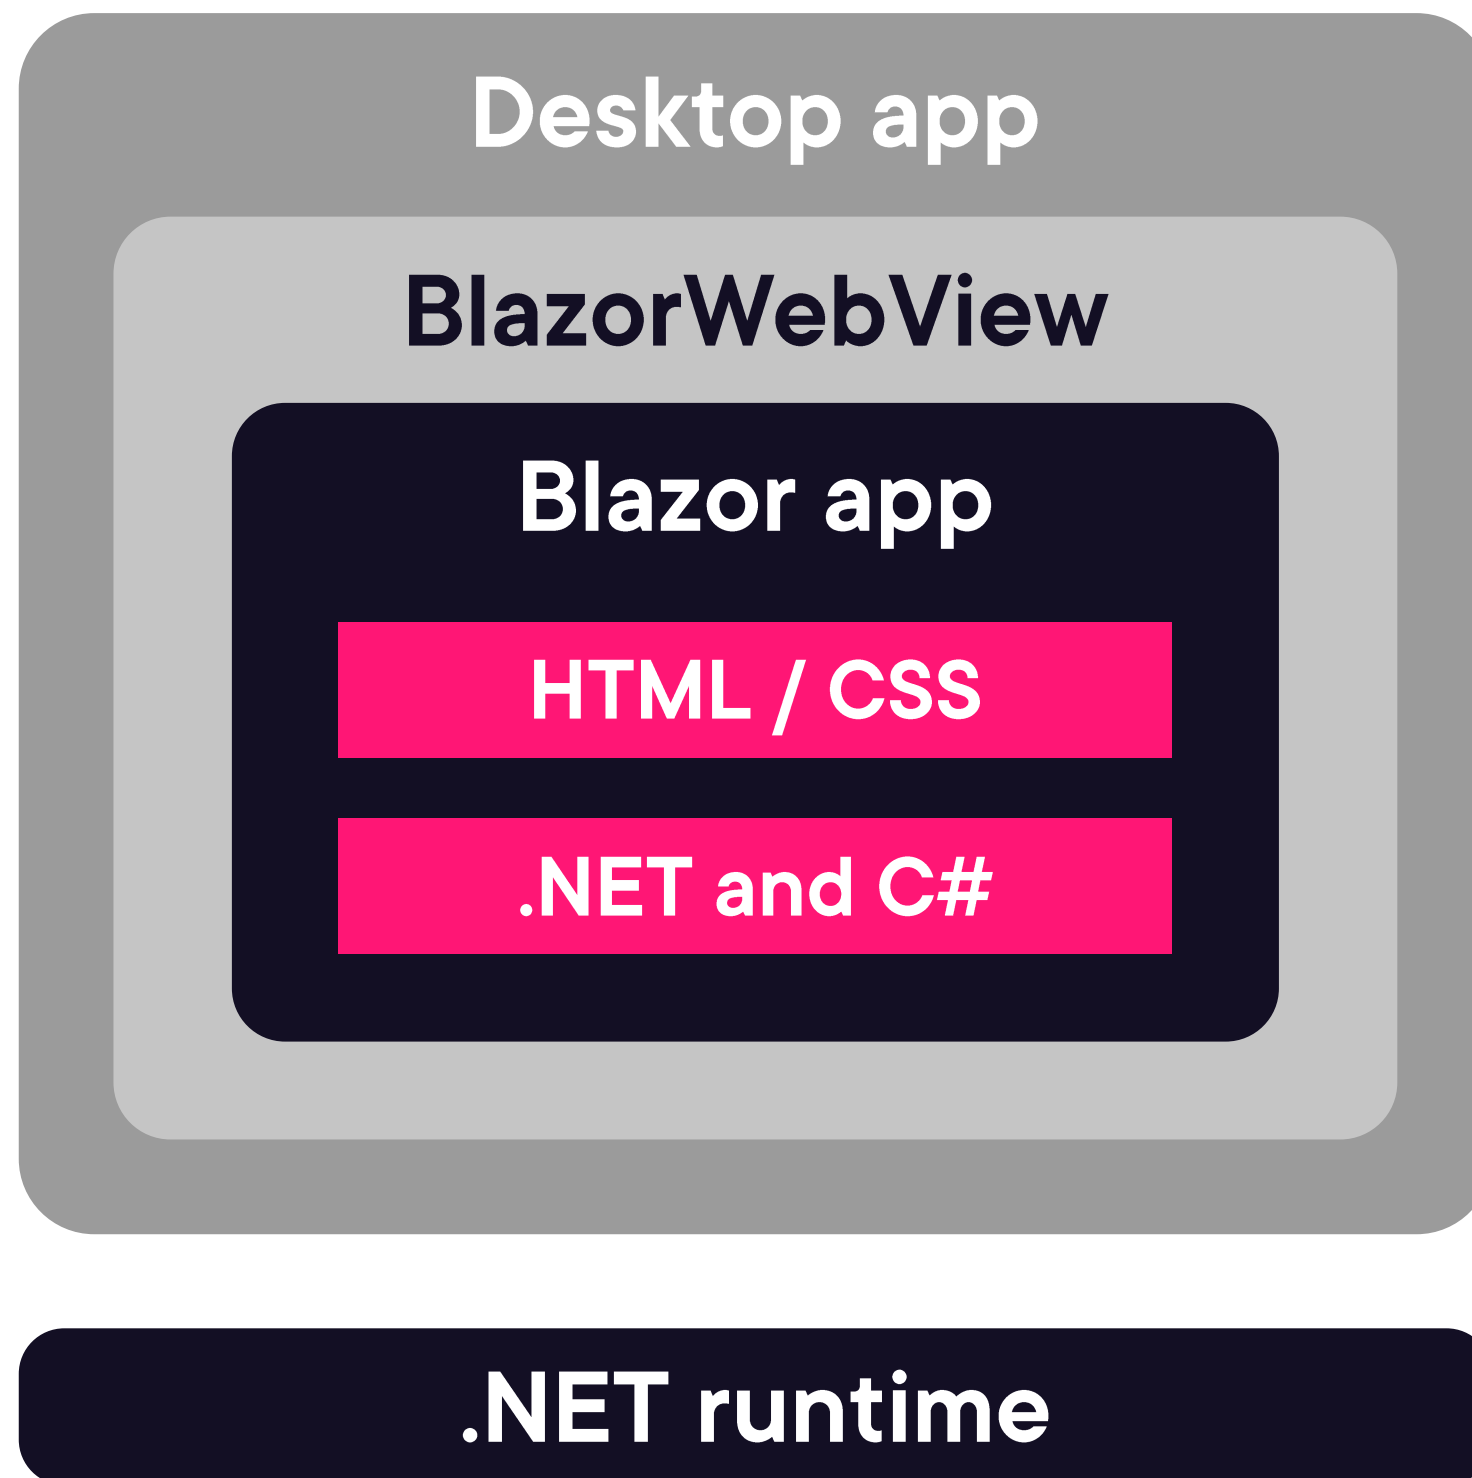 Desktop app
BlazorWebView
Blazor app
HTML / CSS
.NET and C#
.NET runtime